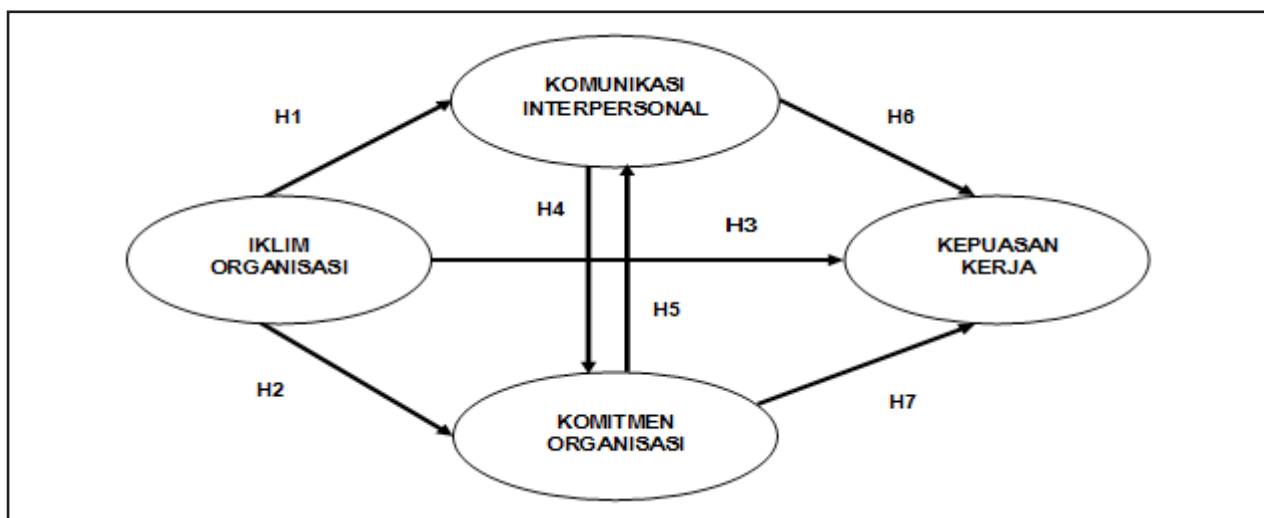 KOMUNIKASI
INTERPERSONAL
H1
H6
H4
H3
IKLIM
ORGANISASI
KEPUASAN
KERJA
H5
H2
H7
KOMITMEN
ORGANISASI